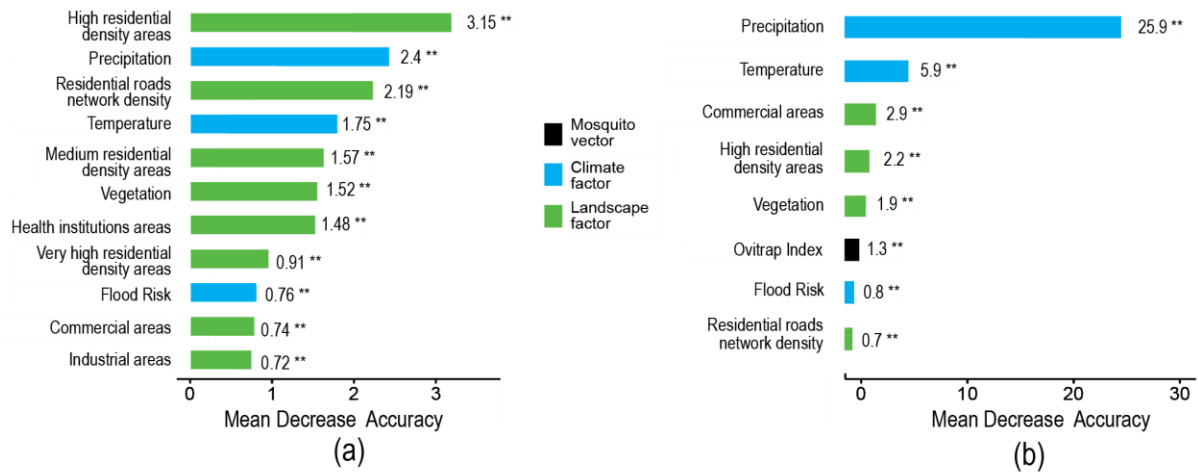 High residential
density areas
3.15 **
Precipitation
2.4 **
Residential roads
network density
2.19 **
Temperature
1.75 **
Medium residential
density areas
1.57 **
Vegetation
1.52 **
Health institutions areas
1.48 **
Very high residential
density areas
0.91 **
Flood Risk
0.76 **
Commercial areas
0.74 **
Industrial areas
0.72 **
0 1 2 3
Mean Decrease Accuracy
(a)
Mosquito
vector
Climate
factor
Landscape
factor
Precipitation
25.9 **
Temperature
5.9 **
Commercial areas
2.9 **
High residential
density areas
2.2 **
Vegetation
1.9 **
Ovitrap Index
1.3 **
Flood Risk
0.8 **
Residential roads
network density
0.7 **
0 10 20 30
Mean Decrease Accuracy
(b)